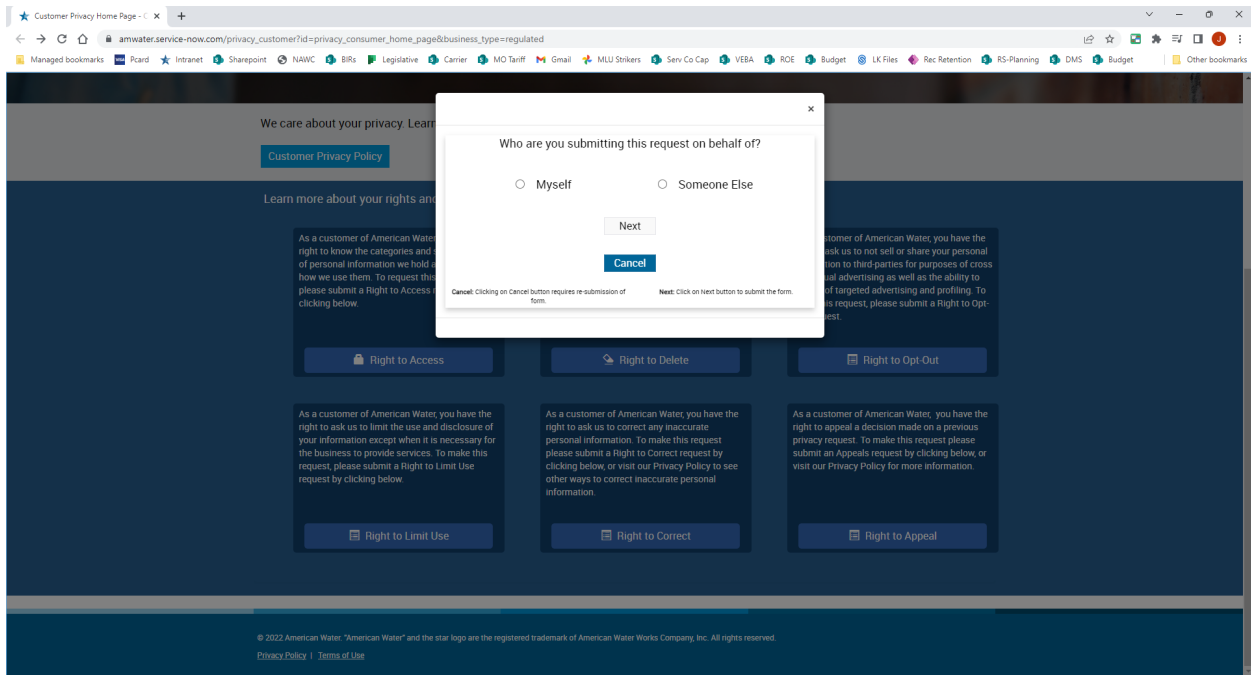 Customer Privacy Home Page - C
amwater.service-now.com/privacy_customer?id=privacy_consumer_home_page&business_type=regulated
Managed bookmarks Pcard Intranet Sharepoint NAWC BIRs Legislative Carrier MO Tariff Gmail MLU Strikers Serv Co Cap VEBA ROE Budget LK Files Rec Retention RS-Planning DMS Budget Other bookmarks
We care about your privacy. Learn
Customer Privacy Policy
Learn more about your rights and
×
Who are you submitting this request on behalf of?
Myself Someone Else
Next
Cancel
Cancel: Clicking on Cancel button requires re-submission of
form.
Next: Click on Next button to submit the form.
As a customer of American Water
right to know the categories and s
of personal information we hold a
how we use them. To request this
please submit a Right to Access r
clicking below.
Right to Access
Right to Delete
stomer of American Water, you have the
ask us to not sell or share your personal
tion to third-parties for purposes of cross
ual advertising as well as the ability to
of targeted advertising and profiling. To
is request, please submit a Right to Opt-
uest.
Right to Opt-Out
As a customer of American Water, you have the
right to ask us to limit the use and disclosure of
your information except when it is necessary for
the business to provide services. To make this
request, please submit a Right to Limit Use
request by clicking below.
Right to Limit Use
As a customer of American Water, you have the
right to ask us to correct any inaccurate
personal information. To make this request
please submit a Right to Correct request by
clicking below, or visit our Privacy Policy to see
other ways to correct inaccurate personal
information.
Right to Correct
As a customer of American Water, you have the
right to appeal a decision made on a previous
privacy request. To make this request please
submit an Appeals request by clicking below, or
visit our Privacy Policy for more information.
Right to Appeal
© 2022 American Water. "American Water" and the star logo are the registered trademark of American Water Works Company, Inc. All rights reserved.
Privacy Policy | Terms of Use